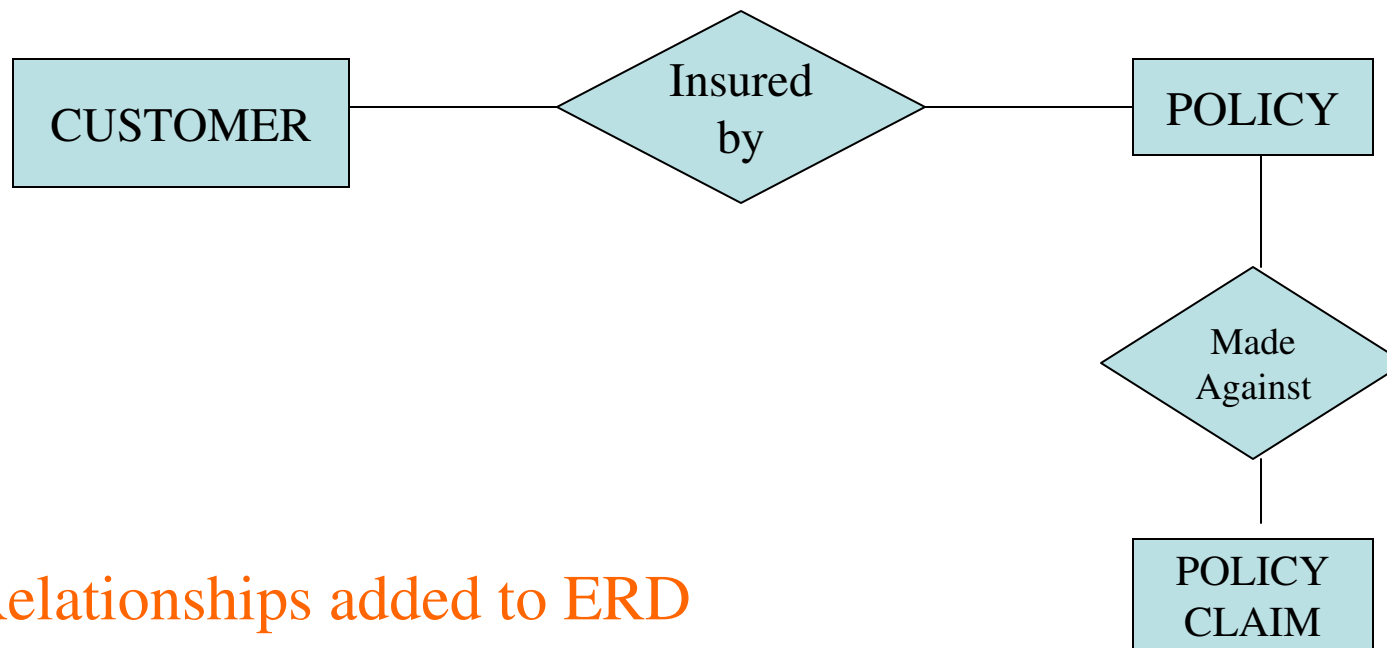 CUSTOMER
Insured
by
POLICY
Made
Against
POLICY
CLAIM
elationships added to ERD